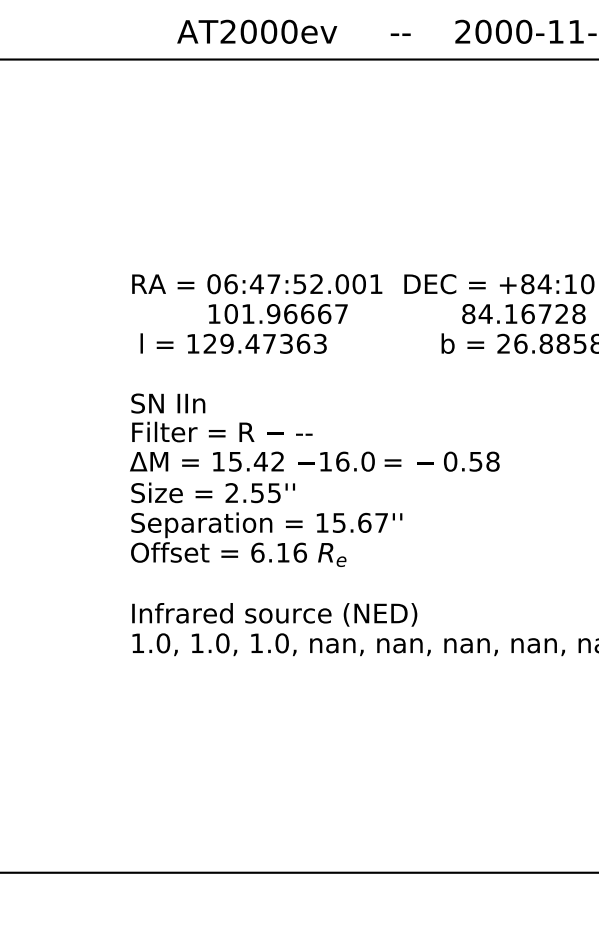 AT2000ev -- 2000-11-
RA = 06:47:52.001 DEC = +84:10
101.96667 84.16728
l = 129.47363 b = 26.8858
SN IIn
Filter = R − --
ΔM = 15.42 −16.0 = − 0.58
Size = 2.55''
Separation = 15.67''
Offset = 6.16 Re
Infrared source (NED)
1.0, 1.0, 1.0, nan, nan, nan, nan, na